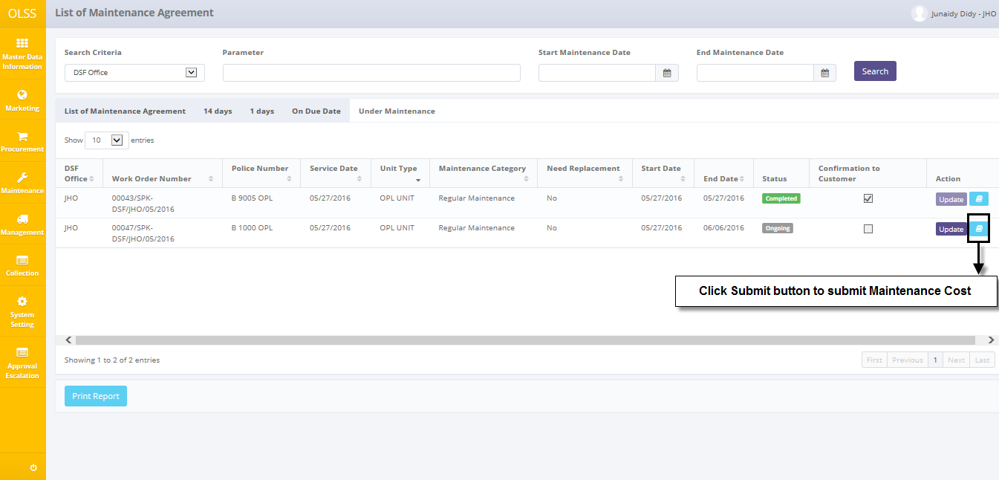 OLSS
List of Maintenance Agreement
Junaidy Didy - JHO
Master Data
Information
Marketing
Procurement
Maintenance
Management
Collection
System
Setting
Approval
Escalation
Search Criteria
Parameter
Start Maintenance Date
End Maintenance Date
DSF Office
Search
List of Maintenance Agreement 14 days 1 days On Due Date Under Maintenance
Show 10 entries
DSF
Office
Work Order Number
Police Number
Service Date
Unit Type
Maintenance Category
Need Replacement
Start Date
End Date
Status
Confirmation to
Customer
Action
JHO 00043/SPK- B 9005 OPL 05/27/2016 OPL UNIT Regular Maintenance No 05/27/2016 05/27/2016 Completed Update
DSF/JHO/05/2016
JHO 00047/SPK- B 1000 OPL 05/27/2016 OPL UNIT Regular Maintenance No 05/27/2016 06/06/2016 Ongoing Update
DSF/JHO/05/2016
Click Submit button to submit Maintenance Cost
Showing 1 to 2 of 2 entries
First Previous 1 Next Last
Print Report